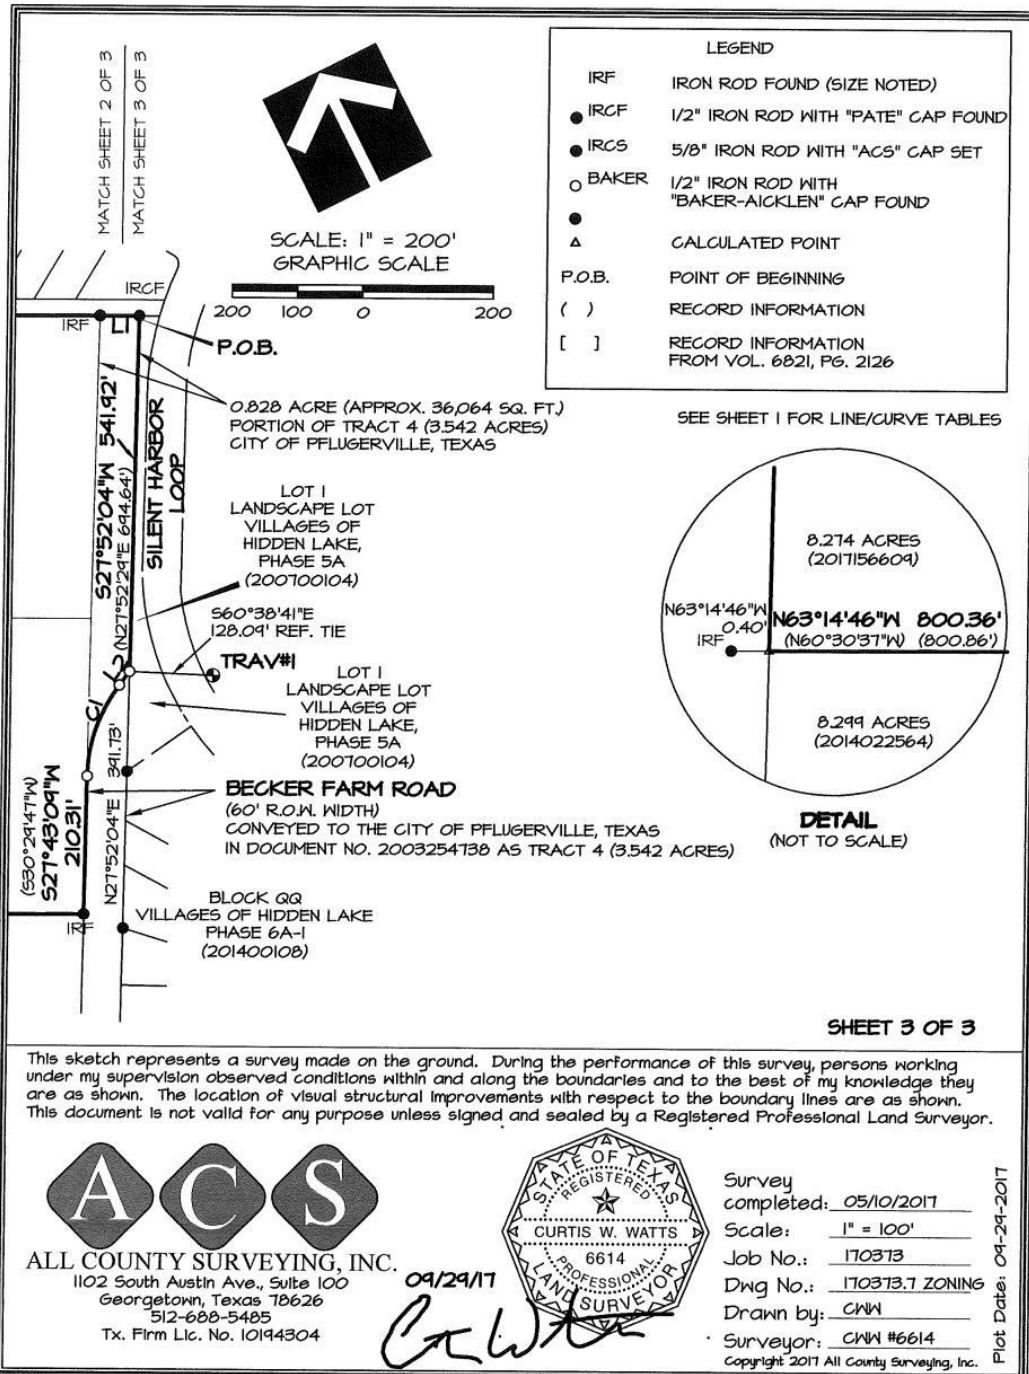 MATCH SHEET 2 OF 3
MATCH SHEET 3 OF 3
SCALE: 1" = 200'
GRAPHIC SCALE
200 100 0 200
LEGEND
IRF IRON ROD FOUND (SIZE NOTED)
IRCF 1/2" IRON ROD WITH "PATE" CAP FOUND
IRCS 5/8" IRON ROD WITH "ACS" CAP SET
BAKER 1/2" IRON ROD WITH
"BAKER-AICKLEN" CAP FOUND
CALCULATED POINT
P.O.B. POINT OF BEGINNING
( ) RECORD INFORMATION
[ ] RECORD INFORMATION
FROM VOL. 6821, PG. 2126
IRCF
IRF
L1
P.O.B.
0.828 ACRE (APPROX. 36,064 SQ. FT.)
PORTION OF TRACT 4 (3.542 ACRES)
CITY OF PFLUGERVILLE, TEXAS
S27°52'04"W 541.92'
(N27°52'29"E 694.64')
SILENT HARBOR
LOOP
LOT 1
LANDSCAPE LOT
VILLAGES OF
HIDDEN LAKE,
PHASE 5A
(200700104)
S60°38'41"E
128.09' REF. TIE
TRAV#1
L2
C1
LOT 1
LANDSCAPE LOT
VILLAGES OF
HIDDEN LAKE,
PHASE 5A
(200700104)
(S30°29'47"W)
S27°43'09"W
210.31'
N27°52'04"E 391.73'
BECKER FARM ROAD
(60' R.O.W. WIDTH)
CONVEYED TO THE CITY OF PFLUGERVILLE, TEXAS
IN DOCUMENT NO. 2003254738 AS TRACT 4 (3.542 ACRES)
IRF
BLOCK QQ
VILLAGES OF HIDDEN LAKE
PHASE 6A-1
(201400108)
SEE SHEET 1 FOR LINE/CURVE TABLES
8.274 ACRES
(2017156609)
N63°14'46"W
0.40'
IRF
N63°14'46"W 800.36'
(N60°30'37"W) (800.86')
8.299 ACRES
(2014022564)
DETAIL
(NOT TO SCALE)
SHEET 3 OF 3
This sketch represents a survey made on the ground. During the performance of this survey, persons working
under my supervision observed conditions within and along the boundaries and to the best of my knowledge they
are as shown. The location of visual structural improvements with respect to the boundary lines are as shown.
This document is not valid for any purpose unless signed and sealed by a Registered Professional Land Surveyor.
ACS
ALL COUNTY SURVEYING, INC.
1102 South Austin Ave., Suite 100
Georgetown, Texas 78626
512-688-5485
Tx. Firm Lic. No. 10194304
09/29/17
STATE OF TEXAS
REGISTERED
CURTIS W. WATTS
6614
PROFESSIONAL
LAND SURVEYOR
Survey
completed: 05/10/2017
Scale: 1" = 100'
Job No.: 170373
Dwg No.: 170373.7 ZONING
Drawn by: CWW
Surveyor: CWW #6614
Copyright 2017 All County Surveying, Inc.
Plot Date: 09-29-2017